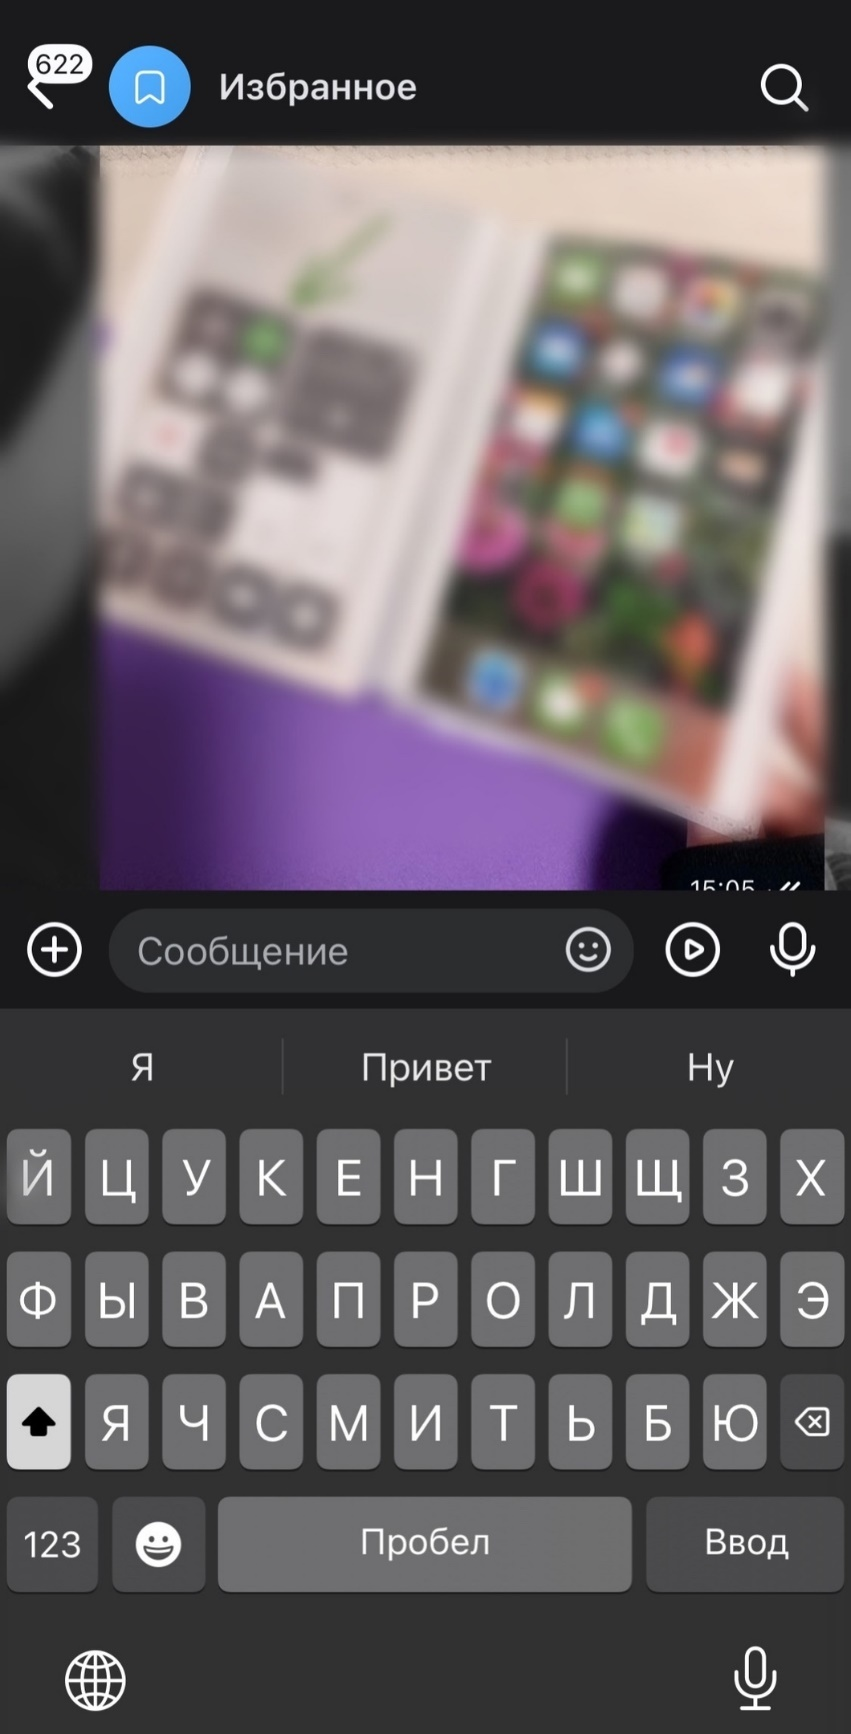 622
Избранное
15:05
Сообщение
Я Привет Ну
Й Ц У К Е Н Г Ш Щ З Х
Ф Ы В А П Р О Л Д Ж Э
Я Ч С М И Т Ь Б Ю
123 Пробел Ввод